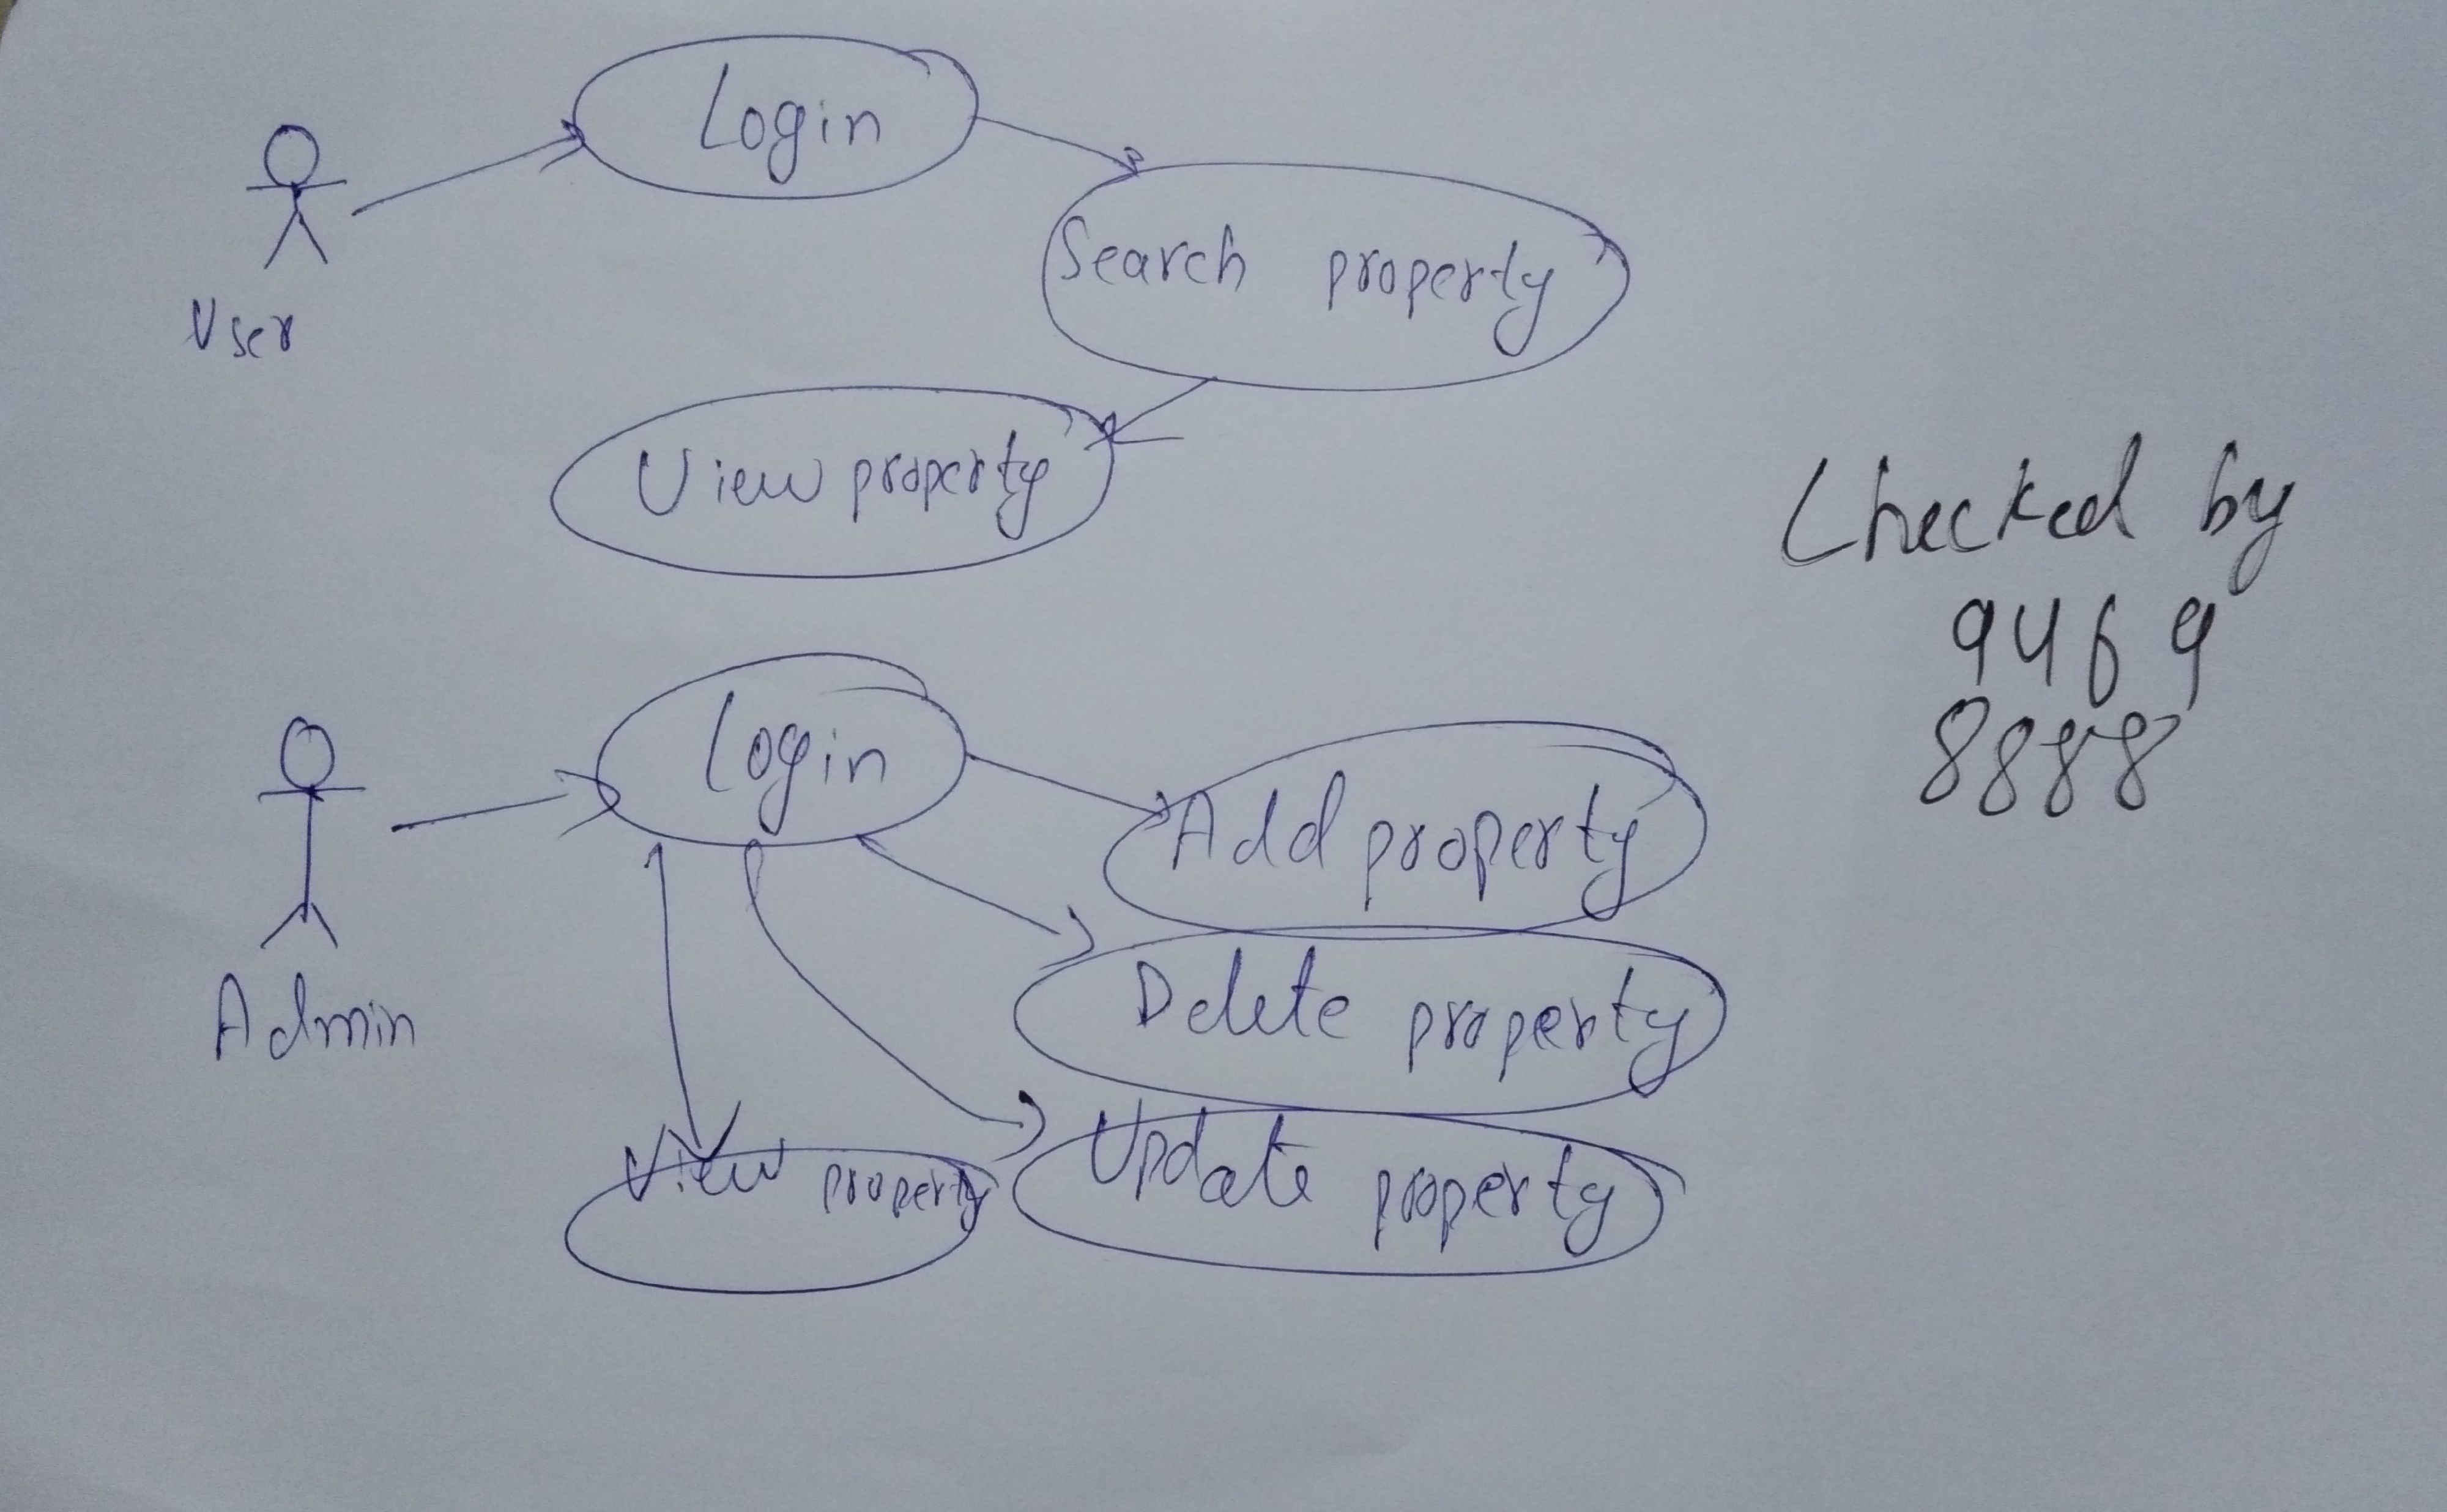 Login
Search property
User
View property
Checked by
9469
8888
Login
Add property
Admin
Delete property
Update property
View property